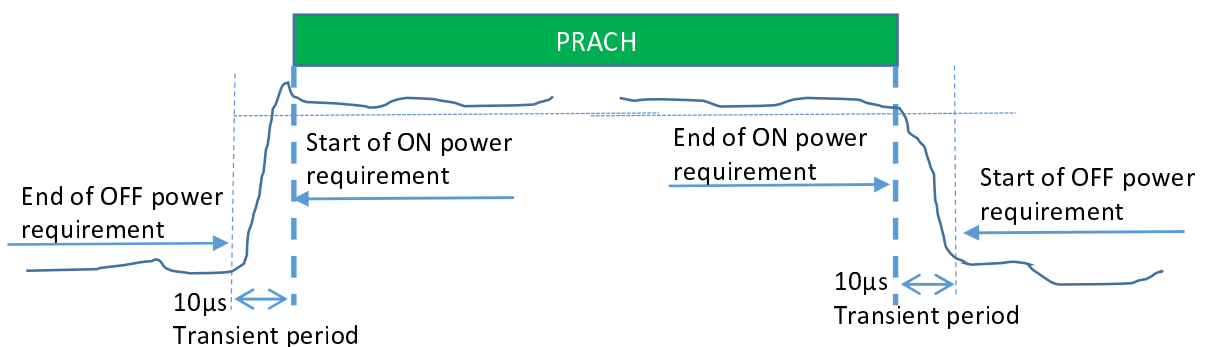 PRACH
Start of ON power
requirement
End of ON power
requirement
End of OFF power
requirement
Start of OFF power
requirement
10µs
Transient period
10µs
Transient period